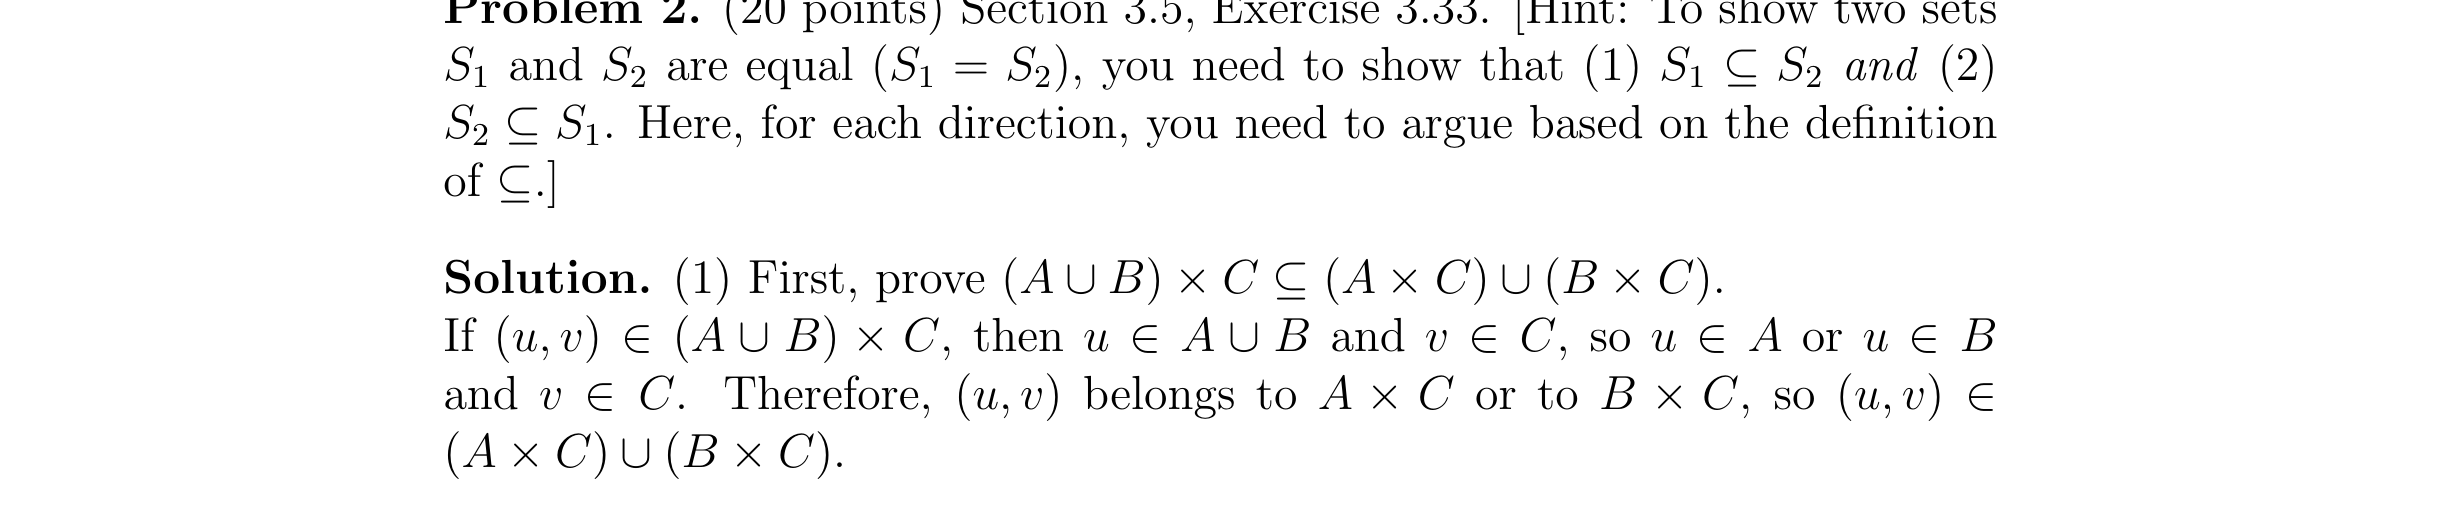 Problem 2. (20 points) Section 3.5, Exercise 3.33. [Hint: To show two sets
S₁ and S₂ are equal (S₁ = S₂), you need to show that (1) S₁ ⊆ S₂ and (2)
S₂ ⊆ S₁. Here, for each direction, you need to argue based on the definition
of ⊆.]
Solution. (1) First, prove (A ∪ B) × C ⊆ (A × C) ∪ (B × C).
If (u, v) ∈ (A ∪ B) × C, then u ∈ A ∪ B and v ∈ C, so u ∈ A or u ∈ B
and v ∈ C. Therefore, (u, v) belongs to A × C or to B × C, so (u, v) ∈
(A × C) ∪ (B × C).